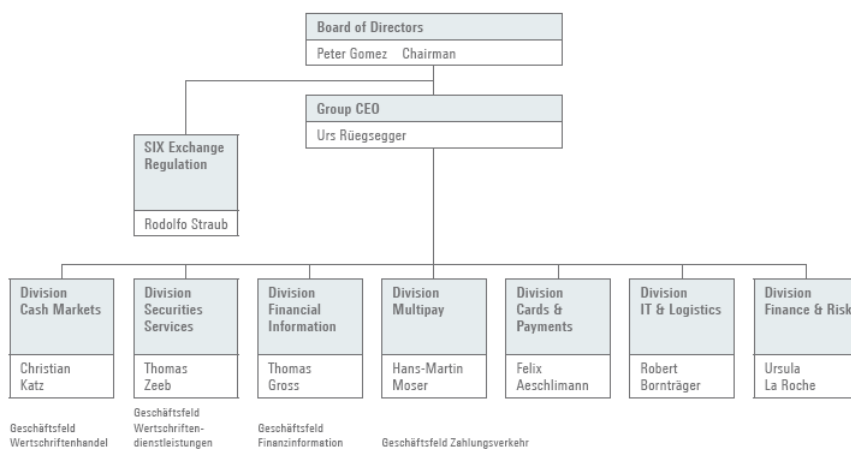 Board of Directors
Peter Gomez Chairman
Group CEO
Urs Rüegsegger
SIX Exchange
Regulation
Rodolfo Straub
Division
Cash Markets
Christian
Katz
Division
Securities
Services
Thomas
Zeeb
Division
Financial
Information
Thomas
Gross
Division
Multipay
Hans-Martin
Moser
Division
Cards &
Payments
Felix
Aeschlimann
Division
IT & Logistics
Robert
Bornträger
Division
Finance & Risk
Ursula
La Roche
Geschäftsfeld
Wertschriftenhandel
Geschäftsfeld
Wertschriften-
dienstleistungen
Geschäftsfeld
Finanzinformation
Geschäftsfeld Zahlungsverkehr